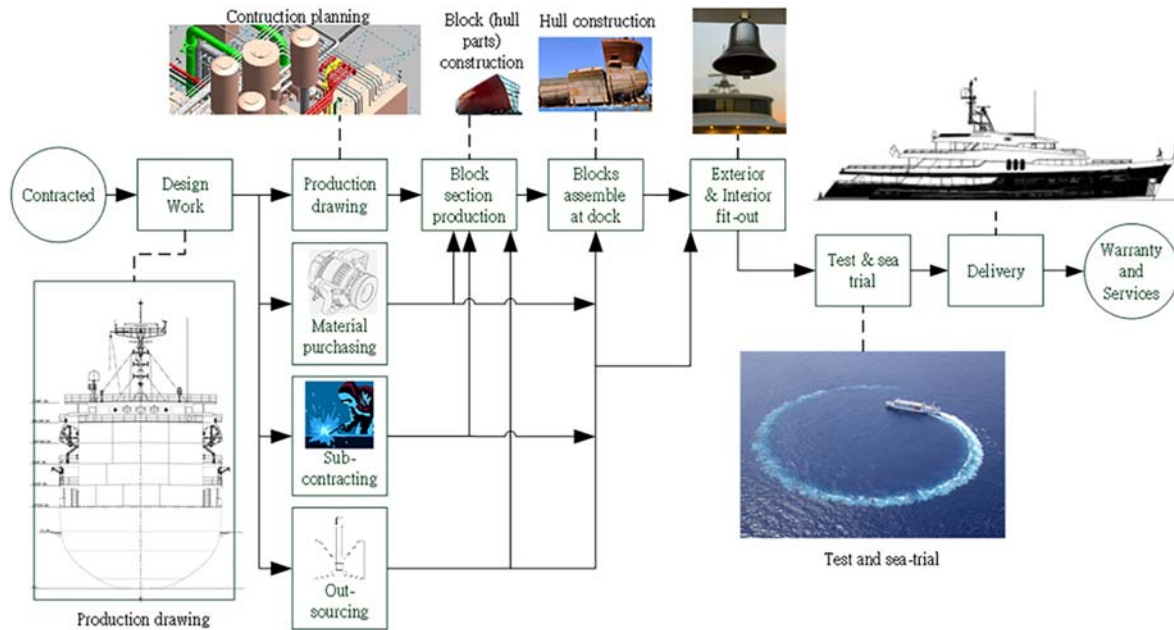 Contruction planning
Block (hull
parts)
construction
Hull construction
Contracted
Design
Work
Production
drawing
Block
section
production
Blocks
assemble
at dock
Exterior
& Interior
fit-out
Test & sea
trial
Delivery
Warranty
and
Services
Material
purchasing
Sub-
contracting
Out-
sourcing
Production drawing
Test and sea-trial